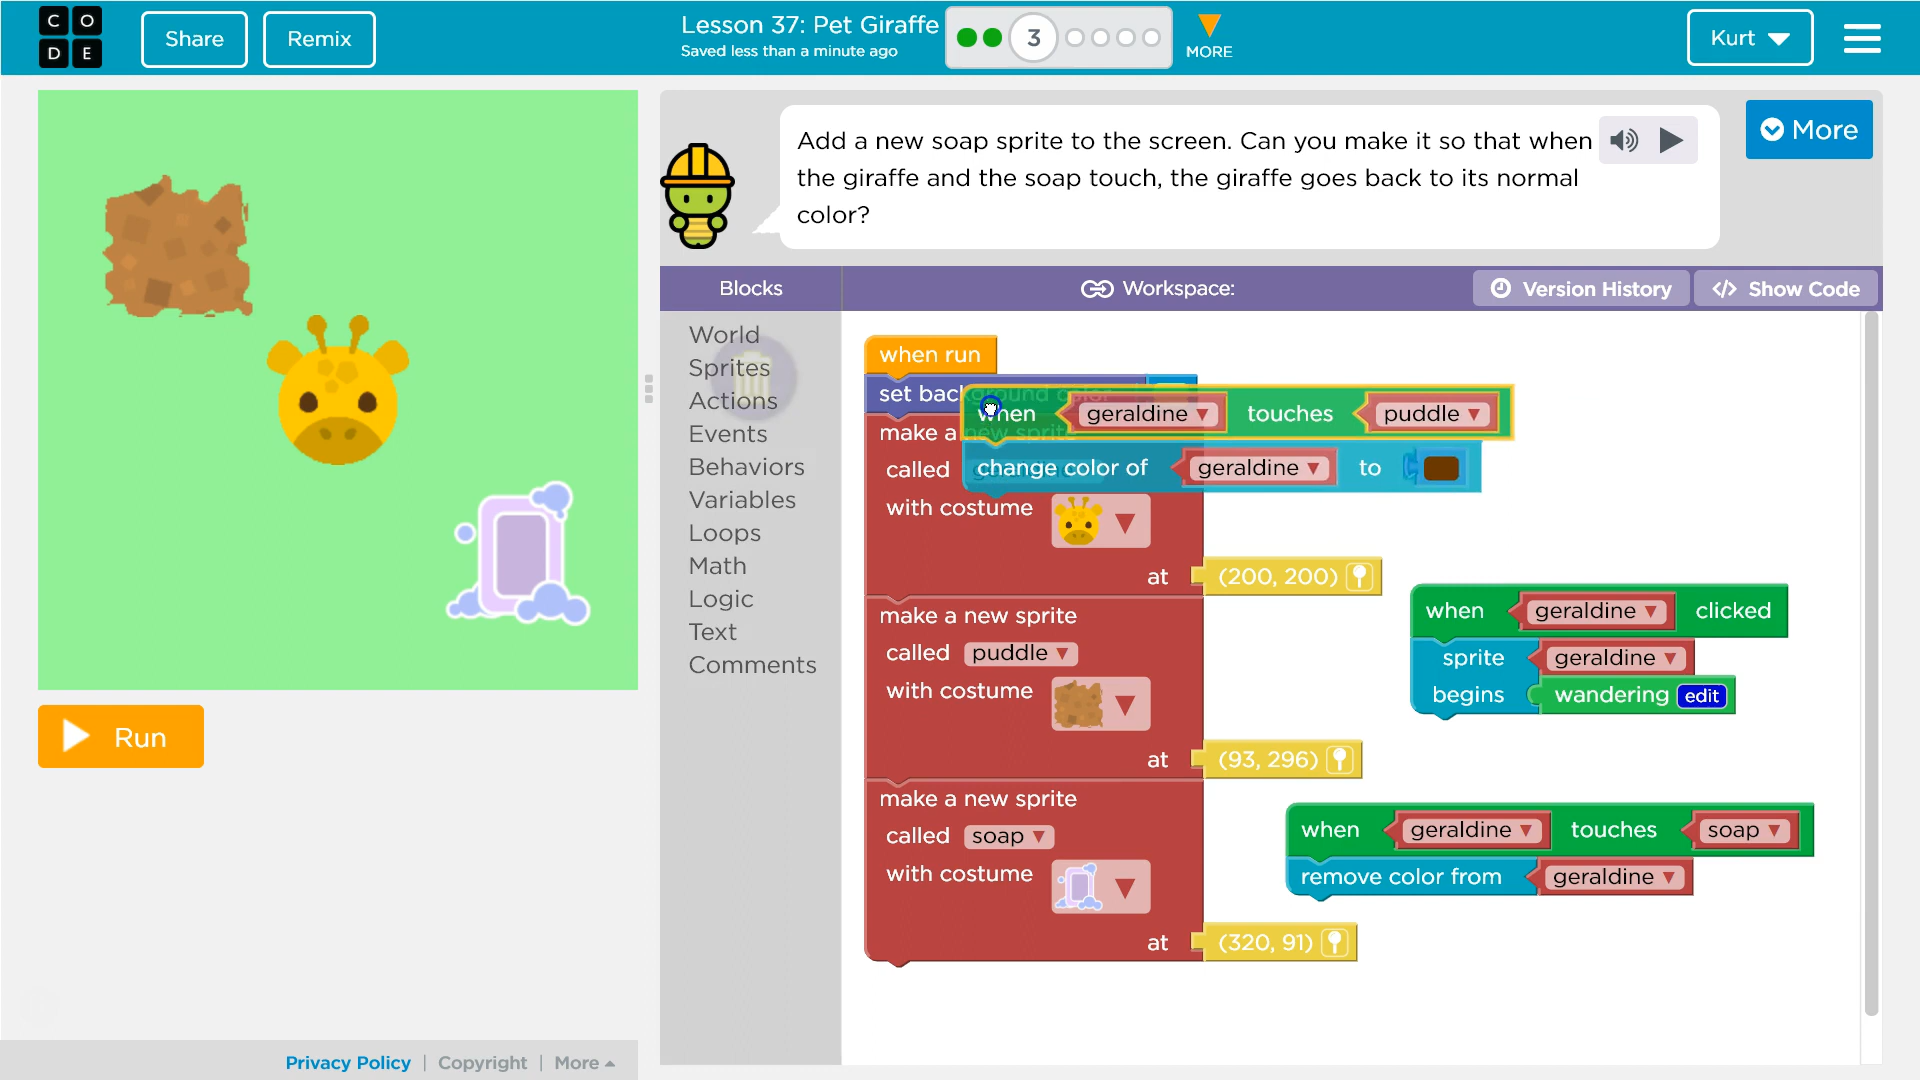 C O
D E
Share
Remix
Lesson 37: Pet Giraffe
Saved less than a minute ago
3
MORE
Kurt
Add a new soap sprite to the screen. Can you make it so that when
the giraffe and the soap touch, the giraffe goes back to its normal
color?
More
Blocks
Workspace:
Version History
</> Show Code
World
Sprites
Actions
Events
Behaviors
Variables
Loops
Math
Logic
Text
Comments
when run
set background color
when geraldine ▼ touches puddle ▼
change color of geraldine ▼ to
make a new sprite
called geraldine
with costume ▼
at (200, 200)
make a new sprite
called puddle ▼
with costume ▼
at (93, 296)
make a new sprite
called soap ▼
with costume ▼
at (320, 91)
when geraldine ▼ clicked
sprite geraldine ▼
begins wandering edit
when geraldine ▼ touches soap ▼
remove color from geraldine ▼
Run
Privacy Policy | Copyright | More